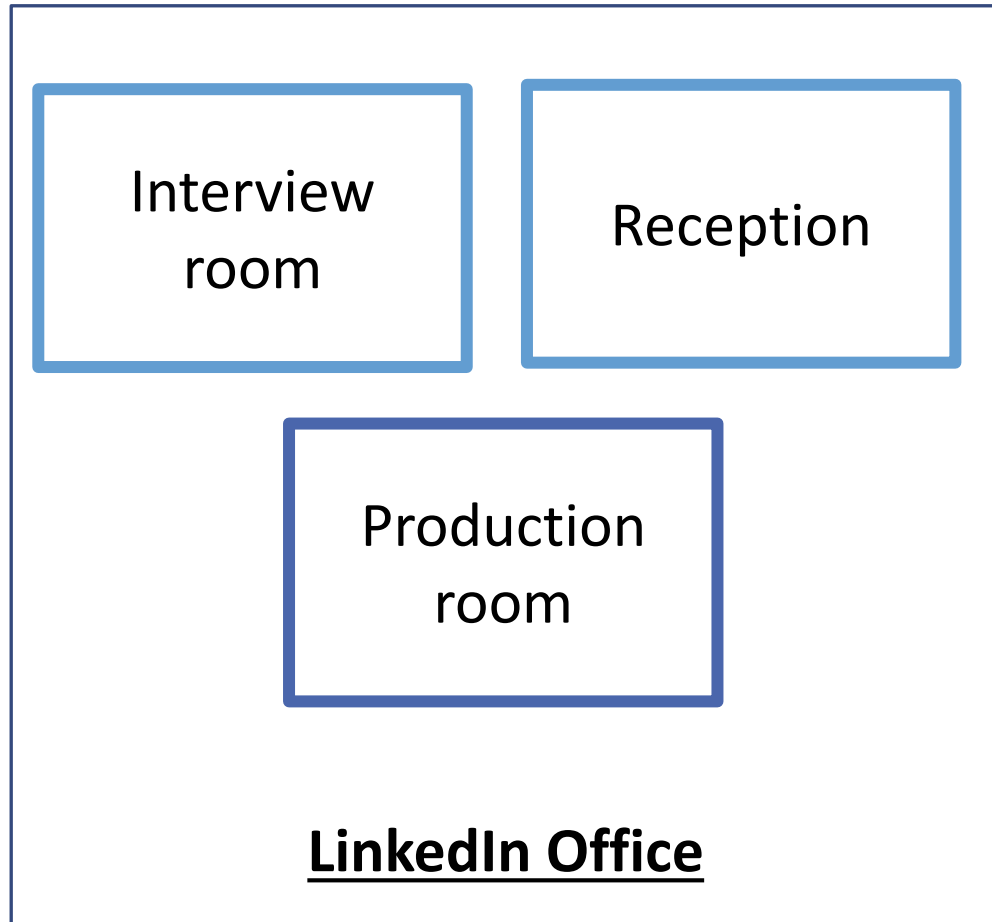 Interview
room
Reception
Production
room
LinkedIn Office